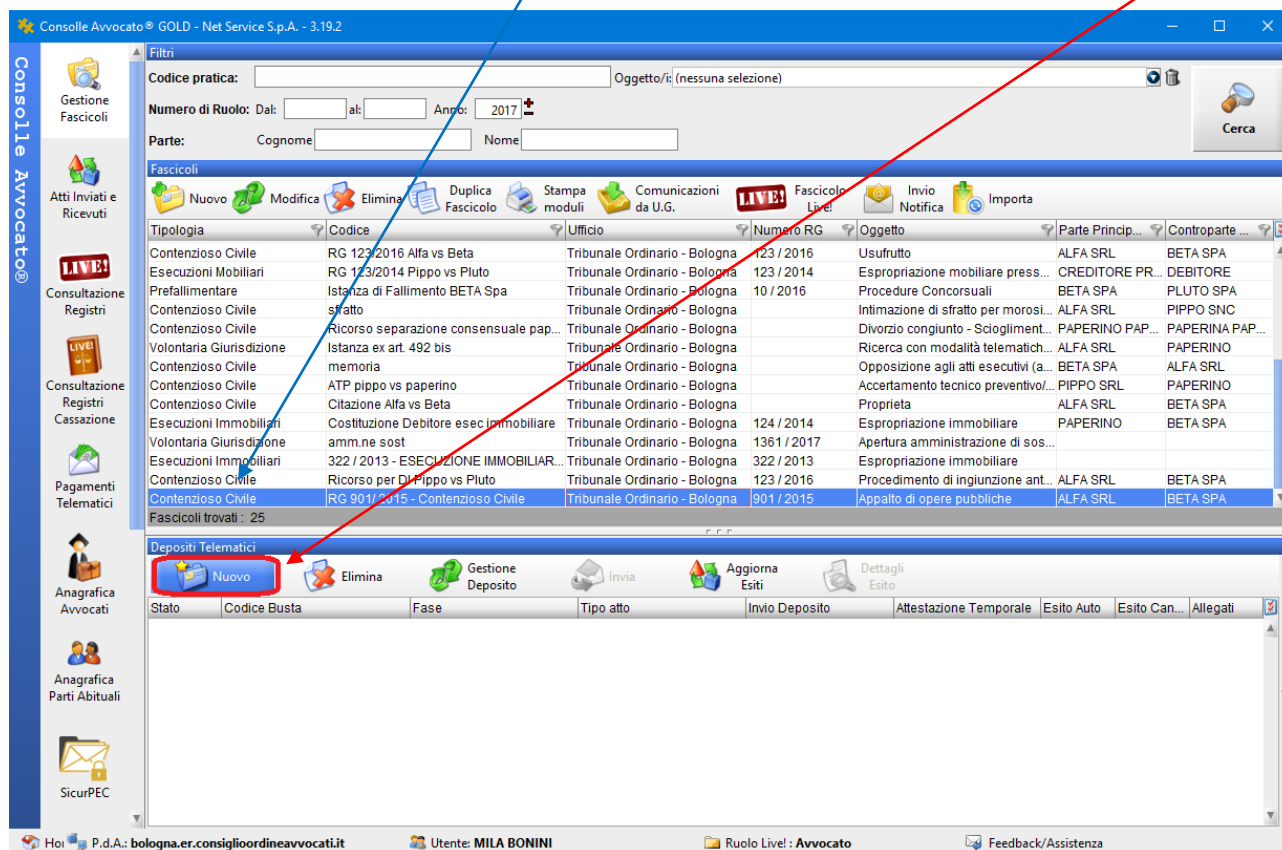 Consolle Avvocato® GOLD - Net Service S.p.A. - 3.19.2
Consolle Avvocato®
Gestione
Fascicoli
Atti Inviati e
Ricevuti
LIVE!
Consultazione
Registri
LIVE!
Consultazione
Registri
Cassazione
Pagamenti
Telematici
Anagrafica
Avvocati
Anagrafica
Parti Abituali
SicurPEC
Filtri
Codice pratica: Oggetto/i: (nessuna selezione)
Numero di Ruolo: Dal: al: Anno: 2017
Parte: Cognome Nome
Cerca
Fascicoli
Nuovo Modifica Elimina Duplica Fascicolo Stampa moduli Comunicazioni da U.G. LIVE! Fascicolo Live! Invio Notifica Importa
Tipologia Codice Ufficio Numero RG Oggetto Parte Princip... Controparte ...
Contenzioso Civile RG 123/2016 Alfa vs Beta Tribunale Ordinario - Bologna 123 / 2016 Usufrutto ALFA SRL BETA SPA
Esecuzioni Mobiliari RG 123/2014 Pippo vs Pluto Tribunale Ordinario - Bologna 123 / 2014 Espropriazione mobiliare press... CREDITORE PR... DEBITORE
Prefallimentare Istanza di Fallimento BETA Spa Tribunale Ordinario - Bologna 10 / 2016 Procedure Concorsuali BETA SPA PLUTO SPA
Contenzioso Civile sfratto Tribunale Ordinario - Bologna Intimazione di sfratto per morosi... ALFA SRL PIPPO SNC
Contenzioso Civile Ricorso separazione consensuale pap... Tribunale Ordinario - Bologna Divorzio congiunto - Sciogliment... PAPERINO PAP... PAPERINA PAP...
Volontaria Giurisdizione Istanza ex art. 492 bis Tribunale Ordinario - Bologna Ricerca con modalità telematich... ALFA SRL PAPERINO
Contenzioso Civile memoria Tribunale Ordinario - Bologna Opposizione agli atti esecutivi (a... BETA SPA ALFA SRL
Contenzioso Civile ATP pippo vs paperino Tribunale Ordinario - Bologna Accertamento tecnico preventivo/... PIPPO SRL PAPERINO
Contenzioso Civile Citazione Alfa vs Beta Tribunale Ordinario - Bologna Proprieta ALFA SRL BETA SPA
Esecuzioni Immobiliari Costituzione Debitore esec immobiliare Tribunale Ordinario - Bologna 124 / 2014 Espropriazione immobiliare PAPERINO BETA SPA
Volontaria Giurisdizione amm.ne sost Tribunale Ordinario - Bologna 1361 / 2017 Apertura amministrazione di sos...
Esecuzioni Immobiliari 322 / 2013 - ESECUZIONE IMMOBILIAR... Tribunale Ordinario - Bologna 322 / 2013 Espropriazione immobiliare
Contenzioso Civile Ricorso per DI Pippo vs Pluto Tribunale Ordinario - Bologna 123 / 2016 Procedimento di ingiunzione ant... ALFA SRL BETA SPA
Contenzioso Civile RG 901/ 2015 - Contenzioso Civile Tribunale Ordinario - Bologna 901 / 2015 Appalto di opere pubbliche ALFA SRL BETA SPA
Fascicoli trovati : 25
Depositi Telematici
Nuovo Elimina Gestione Deposito Invia Aggiorna Esiti Dettagli Esito
Stato Codice Busta Fase Tipo atto Invio Deposito Attestazione Temporale Esito Auto Esito Can... Allegati
P.d.A.: bologna.er.consiglioordineavvocati.it Utente: MILA BONINI Ruolo Live! : Avvocato Feedback/Assistenza